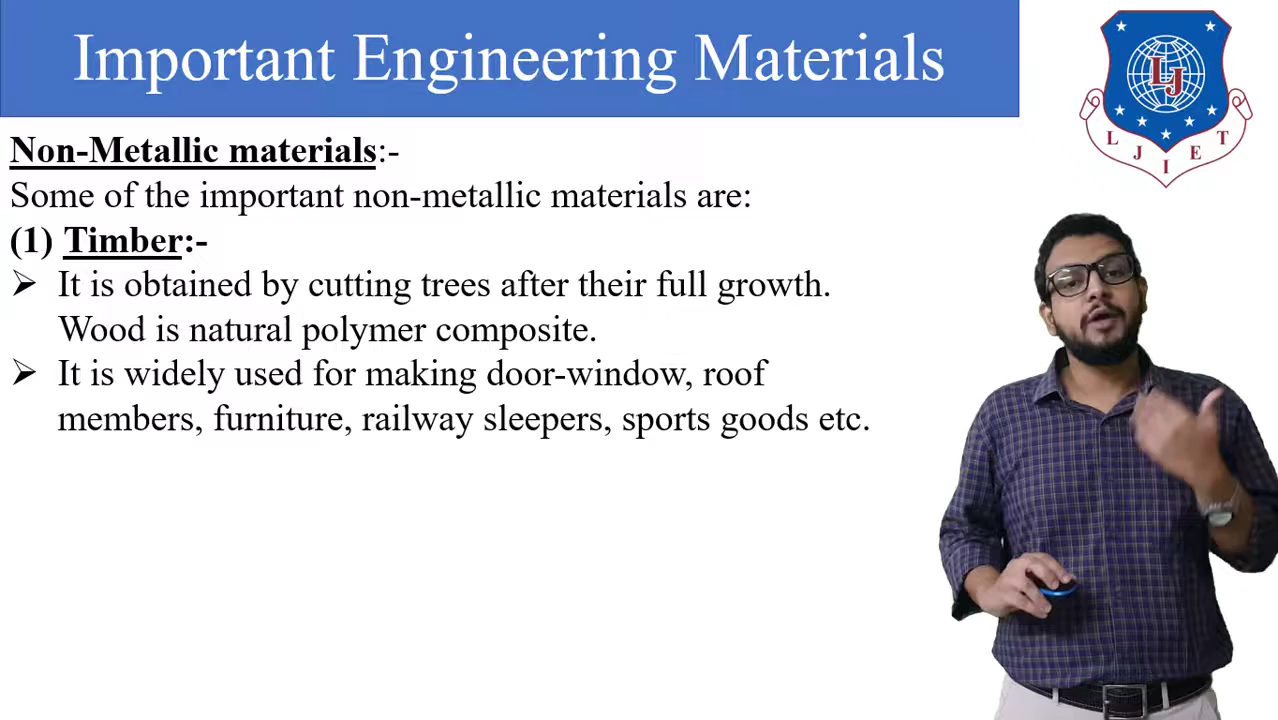 Important Engineering Materials
LJ
L J I E T
Non-Metallic materials:-
Some of the important non-metallic materials are:
(1) Timber:-
➢ It is obtained by cutting trees after their full growth.
Wood is natural polymer composite.
➢ It is widely used for making door-window, roof
members, furniture, railway sleepers, sports goods etc.